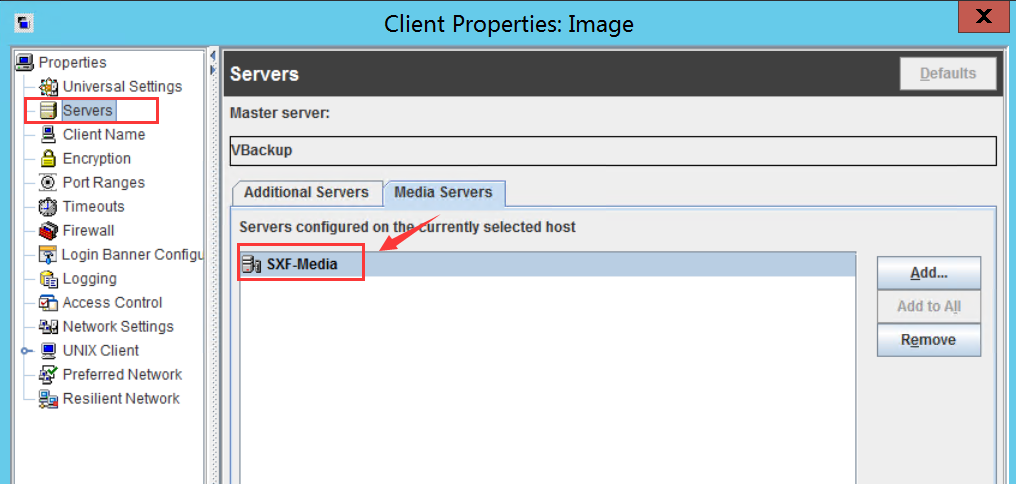 Client Properties: Image
X
Properties
Universal Settings
Servers
Client Name
Encryption
Port Ranges
Timeouts
Firewall
Login Banner Configu
Logging
Access Control
Network Settings
UNIX Client
Preferred Network
Resilient Network
Servers
Defaults
Master server:
VBackup
Additional Servers
Media Servers
Servers configured on the currently selected host
SXF-Media
Add...
Add to All
Remove